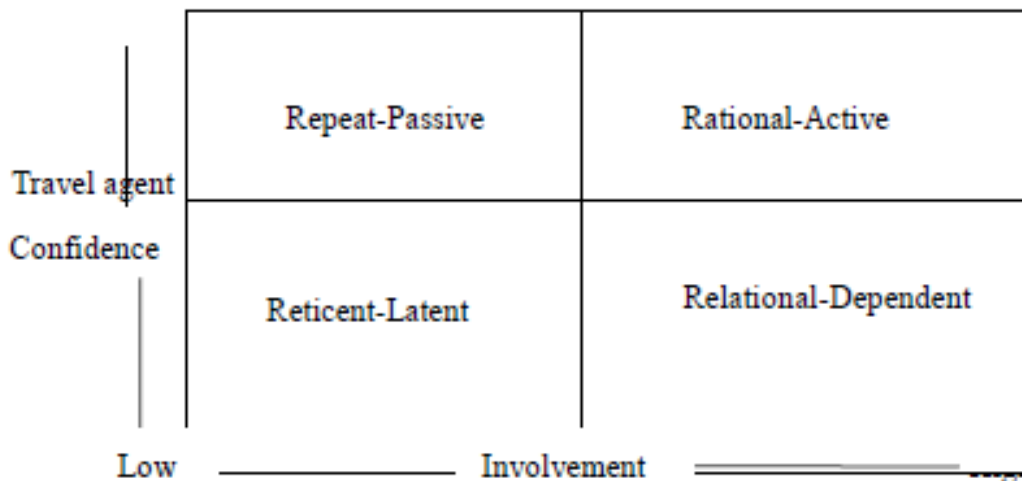 Repeat-Passive Rational-Active
Travel agent
Confidence
Reticent-Latent Relational-Dependent
Low Involvement